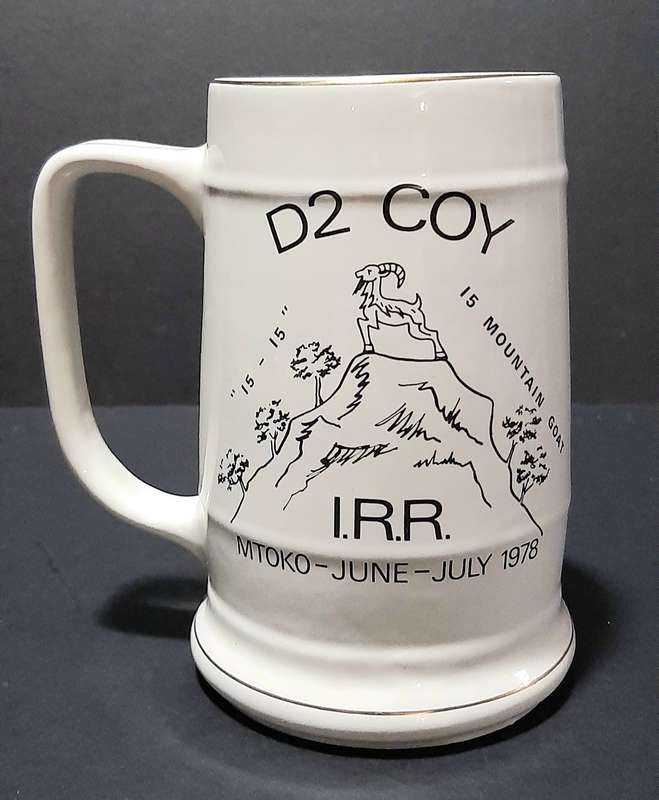 D2 COY
"15 - 15"
15 MOUNTAIN GOAT
I.R.R.
MTOKO-JUNE-JULY 1978